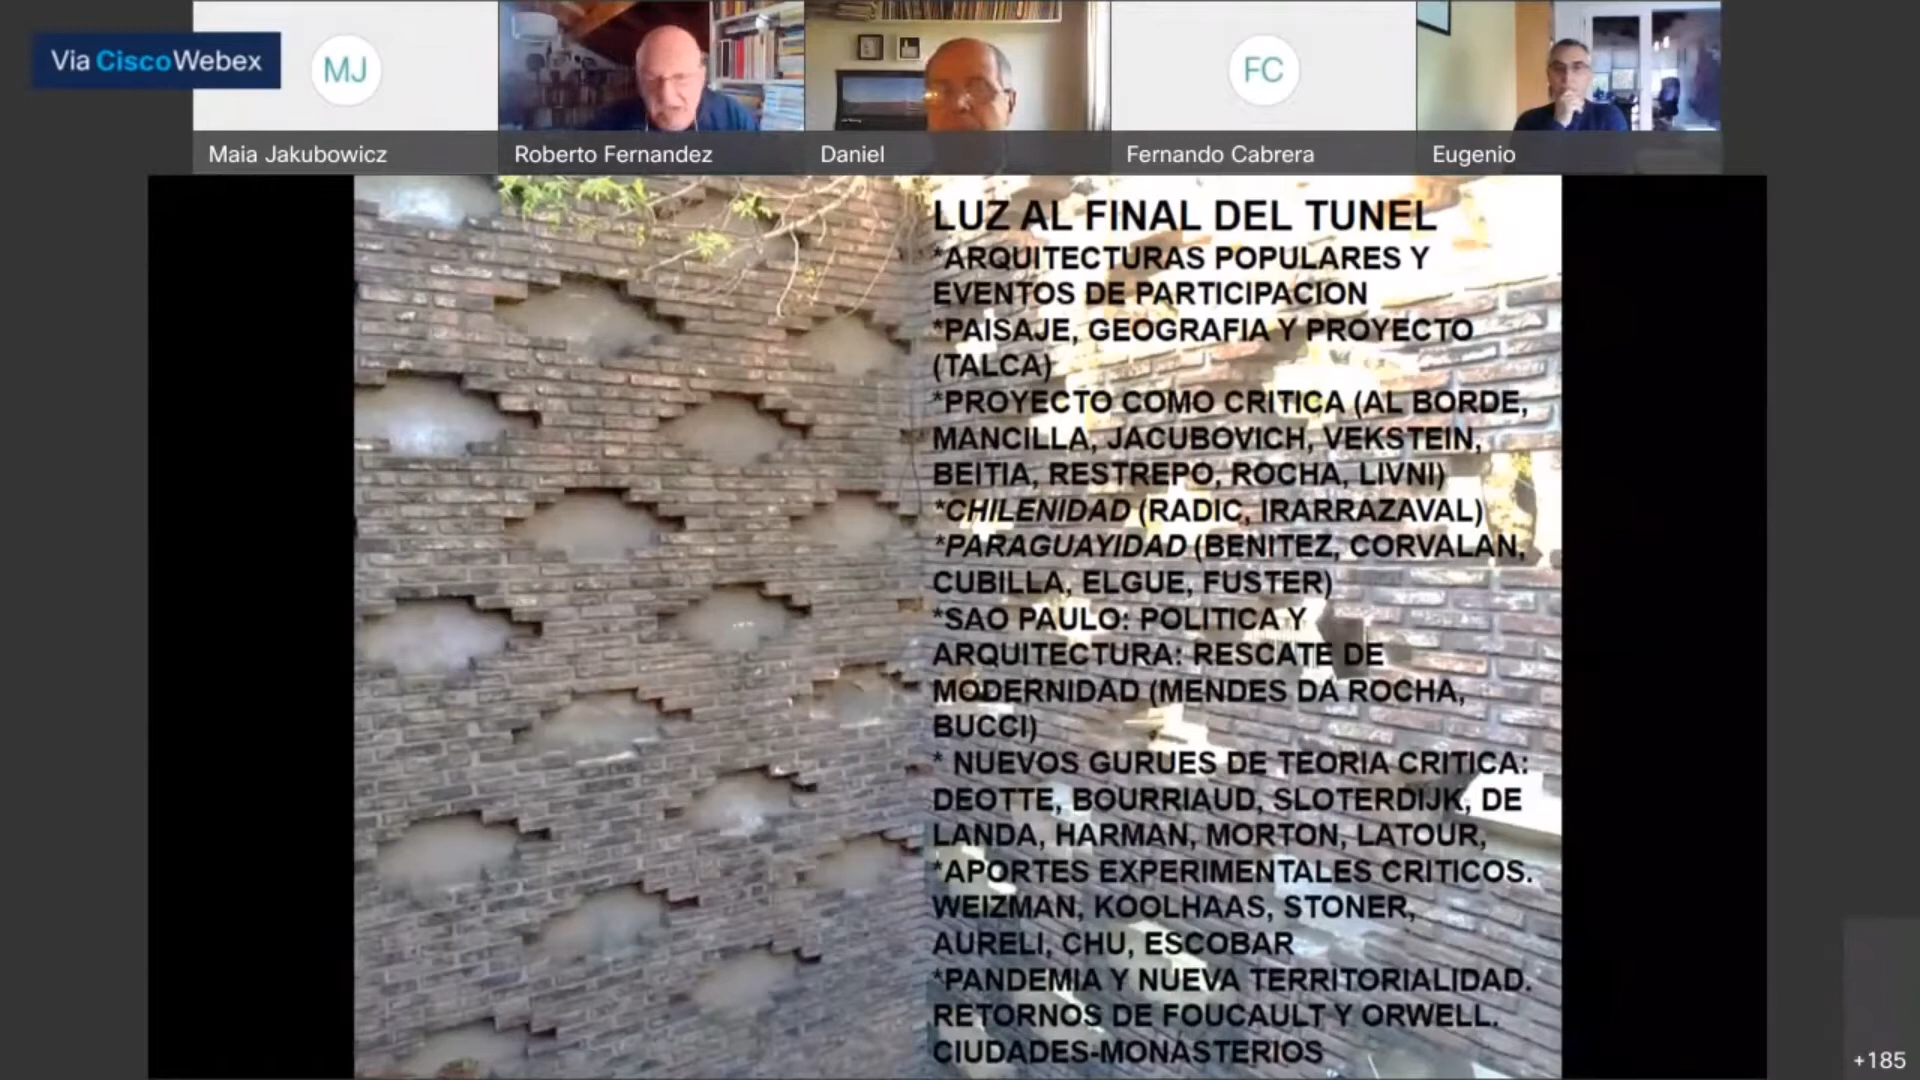 Via CiscoWebex
MJ
FC
Maia Jakubowicz
Roberto Fernandez
Daniel
Fernando Cabrera
Eugenio
LUZ AL FINAL DEL TUNEL
*ARQUITECTURAS POPULARES Y
EVENTOS DE PARTICIPACION
*PAISAJE, GEOGRAFIA Y PROYECTO
(TALCA)
*PROYECTO COMO CRITICA (AL BORDE,
MANCILLA, JACUBOVICH, VEKSTEIN,
BEITIA, RESTREPO, ROCHA, LIVNI)
*CHILENIDAD (RADIC, IRARRAZAVAL)
*PARAGUAYIDAD (BENITEZ, CORVALAN,
CUBILLA, ELGUE, FUSTER)
*SAO PAULO: POLITICA Y
ARQUITECTURA: RESCATE DE
MODERNIDAD (MENDES DA ROCHA,
BUCCI)
* NUEVOS GURUES DE TEORIA CRITICA:
DEOTTE, BOURRIAUD, SLOTERDIJK, DE
LANDA, HARMAN, MORTON, LATOUR,
*APORTES EXPERIMENTALES CRITICOS.
WEIZMAN, KOOLHAAS, STONER,
AURELI, CHU, ESCOBAR
*PANDEMIA Y NUEVA TERRITORIALIDAD.
RETORNOS DE FOUCAULT Y ORWELL.
CIUDADES-MONASTERIOS
+185